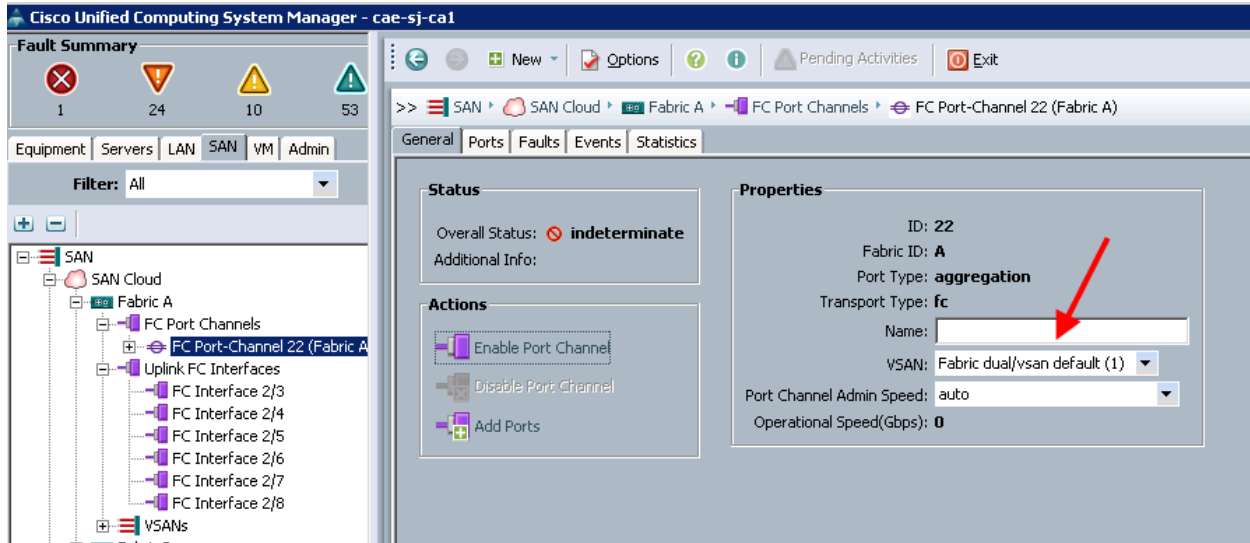 Cisco Unified Computing System Manager - cae-sj-ca1
Fault Summary
1 24 10 53
New Options Pending Activities Exit
>> SAN SAN Cloud Fabric A FC Port Channels FC Port-Channel 22 (Fabric A)
Equipment Servers LAN SAN VM Admin
Filter: All
SAN
SAN Cloud
Fabric A
FC Port Channels
FC Port-Channel 22 (Fabric A
Uplink FC Interfaces
FC Interface 2/3
FC Interface 2/4
FC Interface 2/5
FC Interface 2/6
FC Interface 2/7
FC Interface 2/8
VSANs
General Ports Faults Events Statistics
Status
Overall Status: indeterminate
Additional Info:
Actions
Enable Port Channel
Disable Port Channel
Add Ports
Properties
ID: 22
Fabric ID: A
Port Type: aggregation
Transport Type: fc
Name:
VSAN: Fabric dual/vsan default (1)
Port Channel Admin Speed: auto
Operational Speed(Gbps): 0